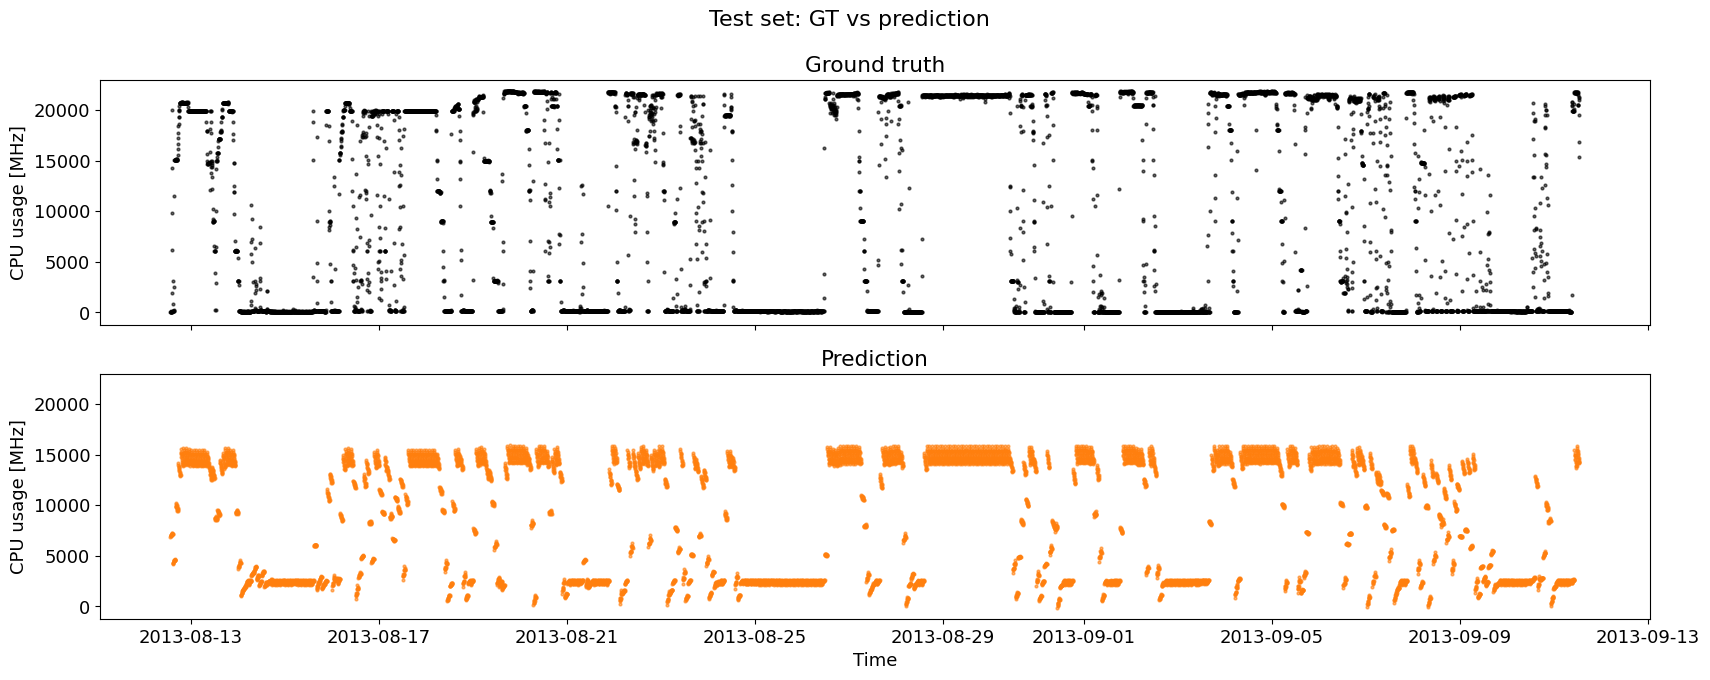 Test set: GT vs prediction
Ground truth
CPU usage [MHz]
20000
15000
10000
5000
0
Prediction
CPU usage [MHz]
20000
15000
10000
5000
0
2013-08-13 2013-08-17 2013-08-21 2013-08-25 2013-08-29 2013-09-01 2013-09-05 2013-09-09 2013-09-13
Time